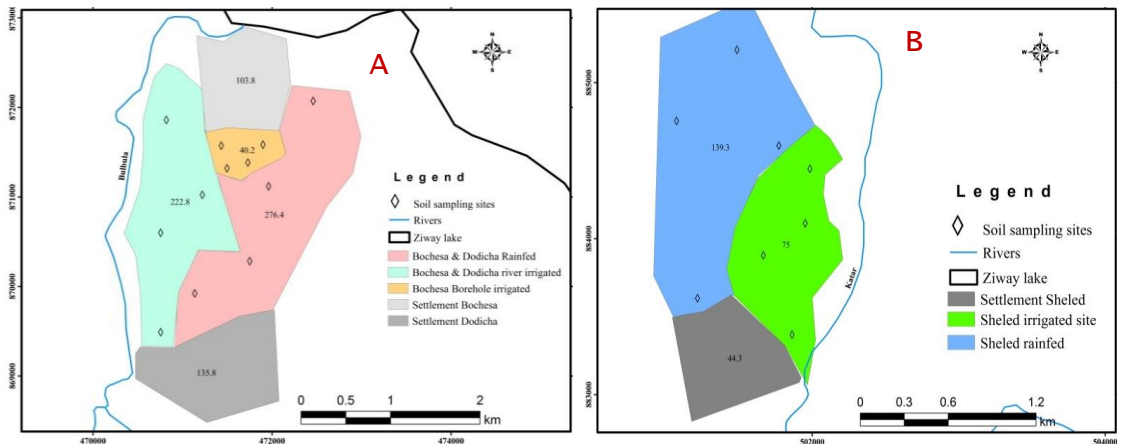 A
N
W
E
S
873000
872000
871000
870000
869000
Bulbula
103.8
40.2
222.8
276.4
135.8
Legend
Soil sampling sites
Rivers
Ziway lake
Bochesa & Dodicha Rainfed
Bochesa & Dodicha river irrigated
Bochesa Borehole irrigated
Settlement Bochesa
Settlement Dodicha
0 0.5 1 2
km
470000 472000 474000
B
N
W
E
S
885000
884000
883000
139.3
75
44.3
Katar
Legend
Soil sampling sites
Rivers
Ziway lake
Settlement Sheled
Sheled irrigated site
Sheled rainfed
0 0.3 0.6 1.2
km
502000 504000